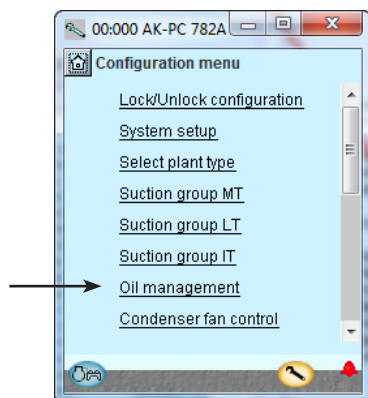 00:000 AK-PC 782A
Configuration menu
Lock/Unlock configuration
System setup
Select plant type
Suction group MT
Suction group LT
Suction group IT
Oil management
Condenser fan control